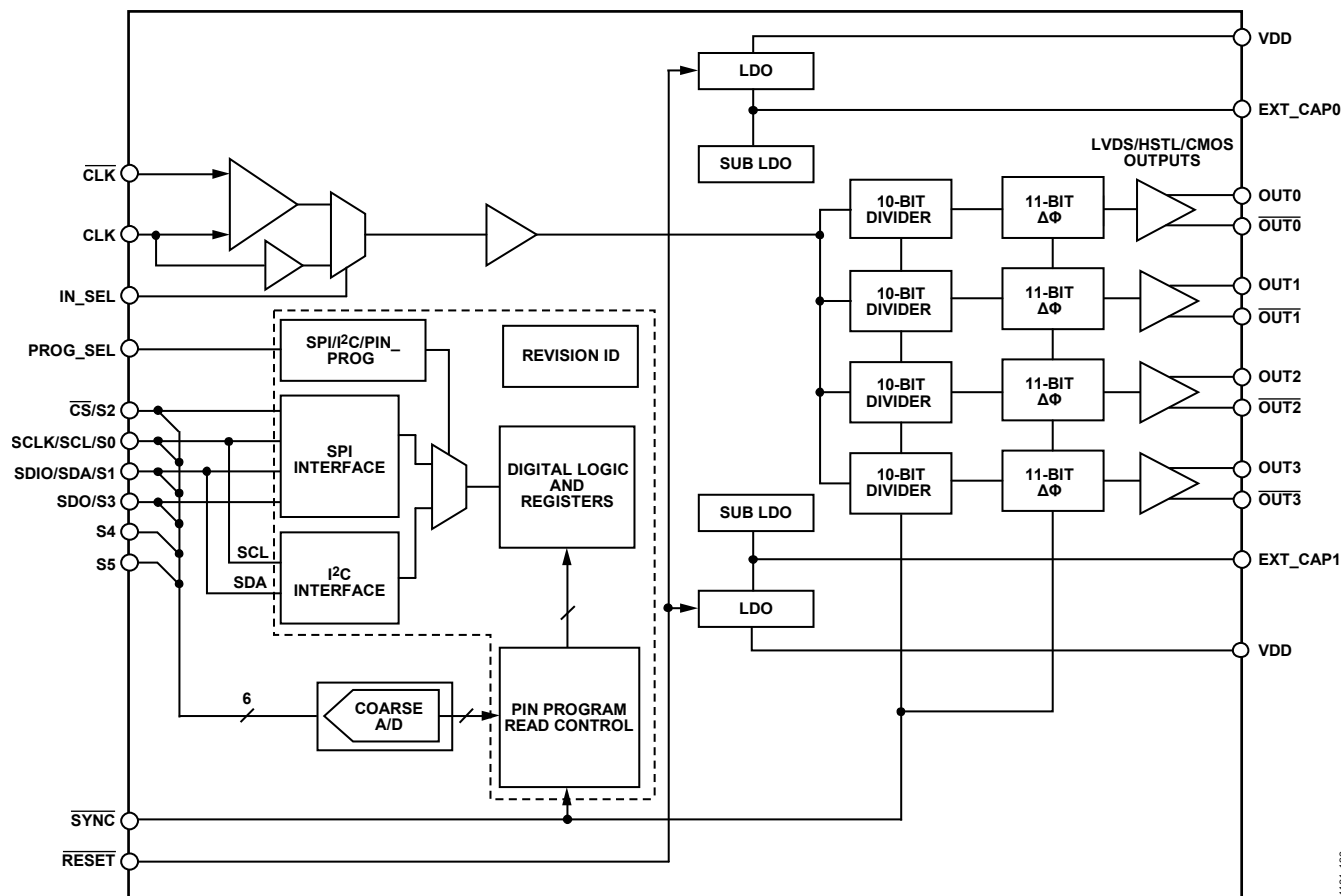 VDD
LDO
EXT_CAP0
SUB LDO
LVDS/HSTL/CMOS
OUTPUTS
CLK
CLK
IN_SEL
10-BIT
DIVIDER
11-BIT
ΔΦ
OUT0
OUT0
10-BIT
DIVIDER
11-BIT
ΔΦ
OUT1
OUT1
10-BIT
DIVIDER
11-BIT
ΔΦ
OUT2
OUT2
10-BIT
DIVIDER
11-BIT
ΔΦ
OUT3
OUT3
PROG_SEL
SPI/I²C/PIN_
PROG
REVISION ID
CS/S2
SCLK/SCL/S0
SDIO/SDA/S1
SDO/S3
S4
S5
SPI
INTERFACE
DIGITAL LOGIC
AND
REGISTERS
SCL
SDA
I²C
INTERFACE
SUB LDO
EXT_CAP1
LDO
VDD
6
COARSE
A/D
PIN PROGRAM
READ CONTROL
SYNC
RESET